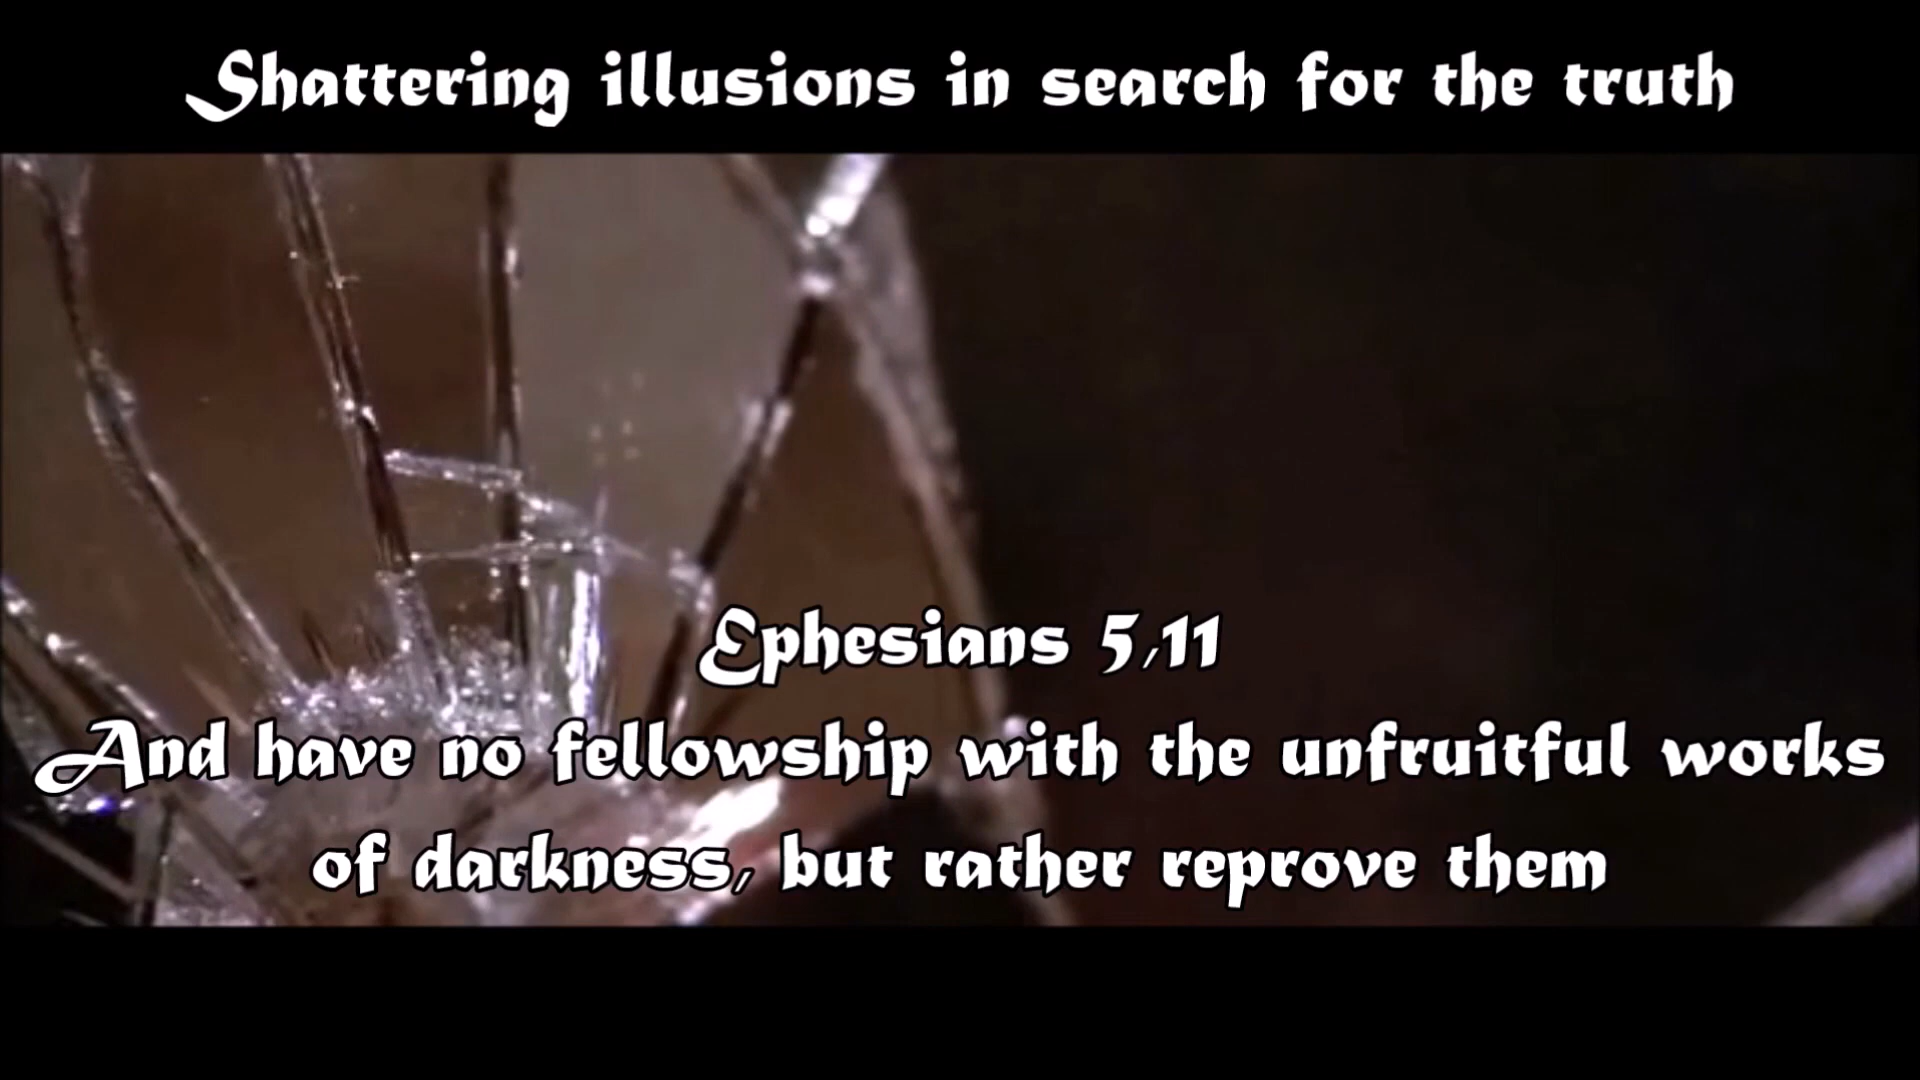 Shattering illusions in search for the truth
Ephesians 5,11
And have no fellowship with the unfruitful works
of darkness, but rather reprove them